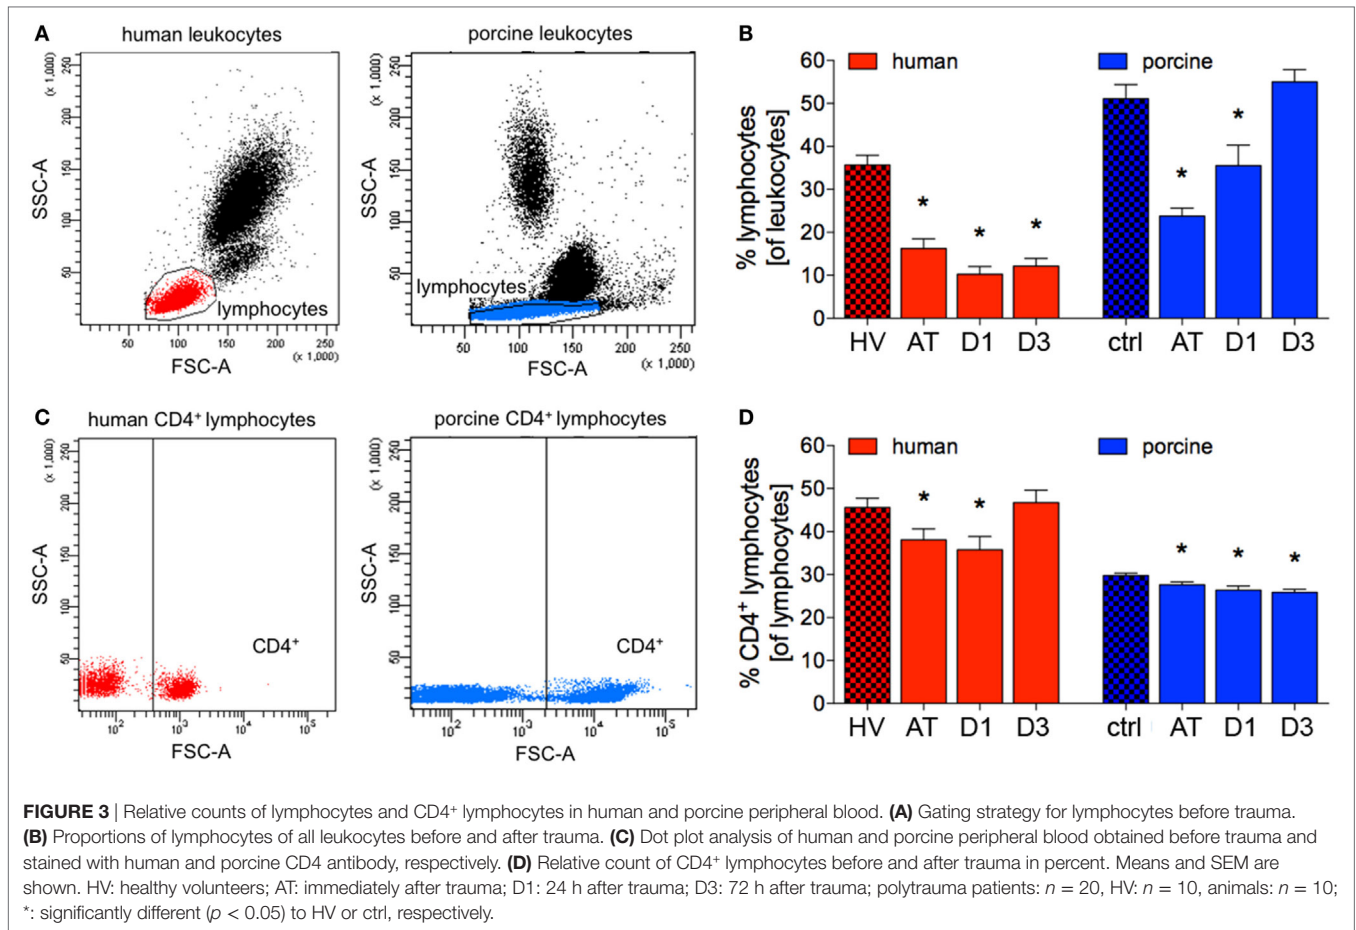 A
human leukocytes
(x 1,000)
250
200
150
100
50
SSC-A
lymphocytes
50 100 150 200 250
(x 1,000)
FSC-A
porcine leukocytes
(x 1,000)
250
200
150
100
50
SSC-A
lymphocytes
50 100 150 200 250
FSC-A (x 1,000)
B
human porcine
% lymphocytes
[of leukocytes]
60
50
40
30
20
10
0
* * * * *
HV AT D1 D3 ctrl AT D1 D3
C
human CD4⁺ lymphocytes
(x 1,000)
250
200
150
100
50
SSC-A
CD4⁺
10² 10³ 10⁴ 10⁵
FSC-A
porcine CD4⁺ lymphocytes
(x 1,000)
250
200
150
100
50
SSC-A
CD4⁺
10² 10³ 10⁴ 10⁵
FSC-A
D
human porcine
% CD4⁺ lymphocytes
[of lymphocytes]
60
50
40
30
20
10
0
* * * * *
HV AT D1 D3 ctrl AT D1 D3
FIGURE 3 | Relative counts of lymphocytes and CD4⁺ lymphocytes in human and porcine peripheral blood. (A) Gating strategy for lymphocytes before trauma.
(B) Proportions of lymphocytes of all leukocytes before and after trauma. (C) Dot plot analysis of human and porcine peripheral blood obtained before trauma and
stained with human and porcine CD4 antibody, respectively. (D) Relative count of CD4⁺ lymphocytes before and after trauma in percent. Means and SEM are
shown. HV: healthy volunteers; AT: immediately after trauma; D1: 24 h after trauma; D3: 72 h after trauma; polytrauma patients: n = 20, HV: n = 10, animals: n = 10;
*: significantly different (p < 0.05) to HV or ctrl, respectively.